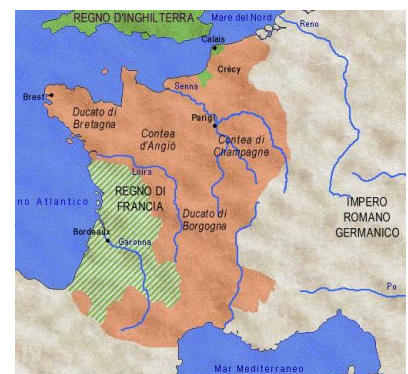 REGNO D'INGHILTERRA
Mare del Nord
Reno
Calais
Crécy
Senna
Brest
Parigi
Ducato di
Bretagna
Contea
d'Angiò
Contea di
Champagne
Loira
REGNO DI
FRANCIA
no Atlantico
IMPERO
ROMANO
GERMANICO
Ducato di
Borgogna
Bordeaux
Garonna
Po
Mar Mediterraneo